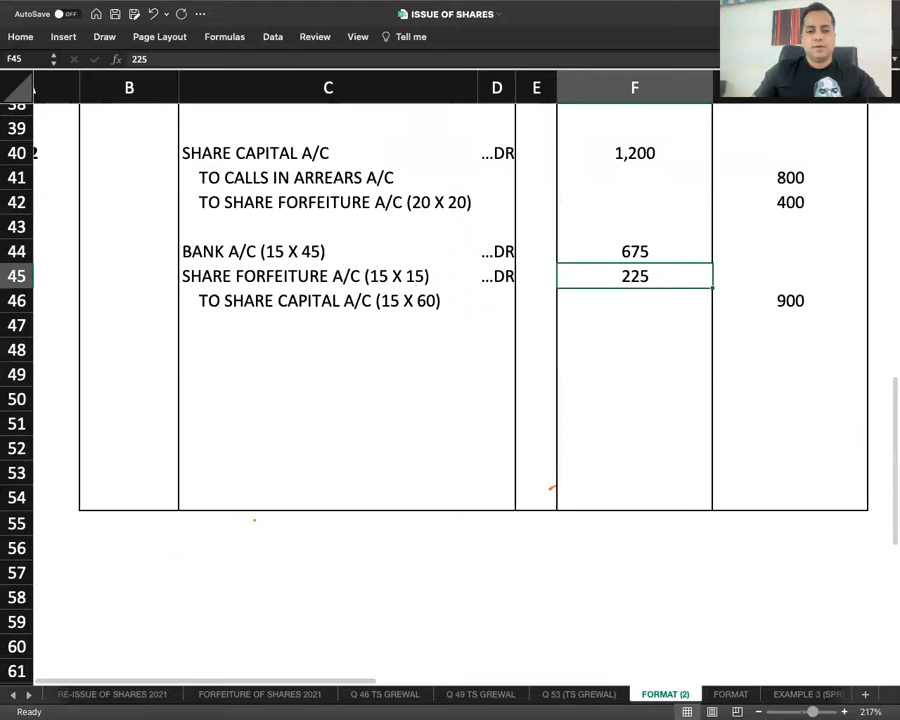 AutoSave OFF ISSUE OF SHARES
Home Insert Draw Page Layout Formulas Data Review View Tell me
F45 fx 225
B C D E F
38
39
40 SHARE CAPITAL A/C ...DR 1,200
41 TO CALLS IN ARREARS A/C 800
42 TO SHARE FORFEITURE A/C (20 X 20) 400
43
44 BANK A/C (15 X 45) ...DR 675
45 SHARE FORFEITURE A/C (15 X 15) ...DR 225
46 TO SHARE CAPITAL A/C (15 X 60) 900
47
48
49
50
51
52
53
54
55
56
57
58
59
60
61
RE-ISSUE OF SHARES 2021 FORFEITURE OF SHARES 2021 Q 46 TS GREWAL Q 49 TS GREWAL Q 53 (TS GREWAL) FORMAT (2) FORMAT EXAMPLE 3 (SPR +
Ready 217%